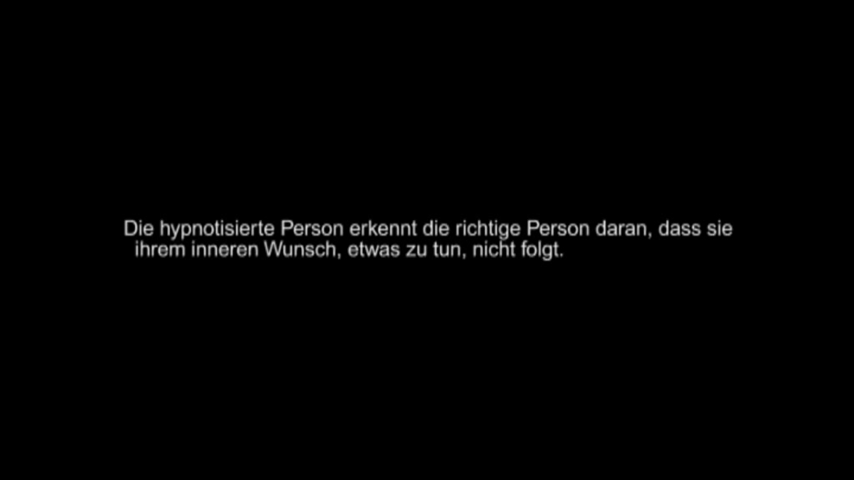 Die hypnotisierte Person erkennt die richtige Person daran, dass sie
ihrem inneren Wunsch, etwas zu tun, nicht folgt.